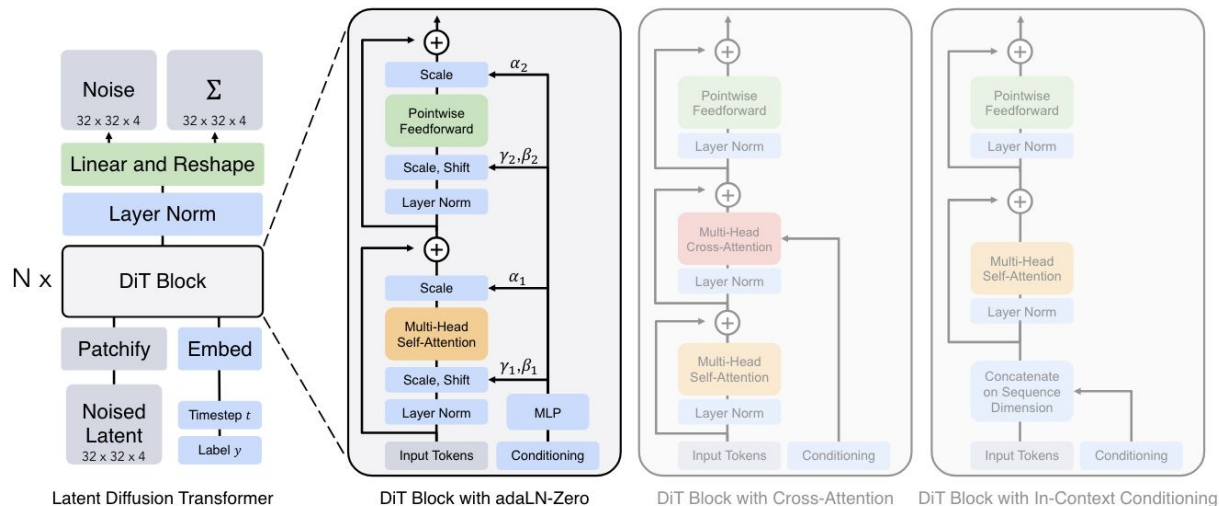 Noise
32 x 32 x 4
Σ
32 x 32 x 4
Linear and Reshape
Layer Norm
N x
DiT Block
Patchify
Embed
Noised
Latent
32 x 32 x 4
Timestep t
Label y
Latent Diffusion Transformer
Scale
α₂
Pointwise
Feedforward
Scale, Shift
γ₂,β₂
Layer Norm
Scale
α₁
Multi-Head
Self-Attention
Scale, Shift
γ₁,β₁
Layer Norm
MLP
Input Tokens
Conditioning
DiT Block with adaLN-Zero
Pointwise
Feedforward
Layer Norm
Multi-Head
Cross-Attention
Layer Norm
Multi-Head
Self-Attention
Layer Norm
Input Tokens
Conditioning
DiT Block with Cross-Attention
Pointwise
Feedforward
Layer Norm
Multi-Head
Self-Attention
Layer Norm
Concatenate
on Sequence
Dimension
Input Tokens
Conditioning
DiT Block with In-Context Conditioning